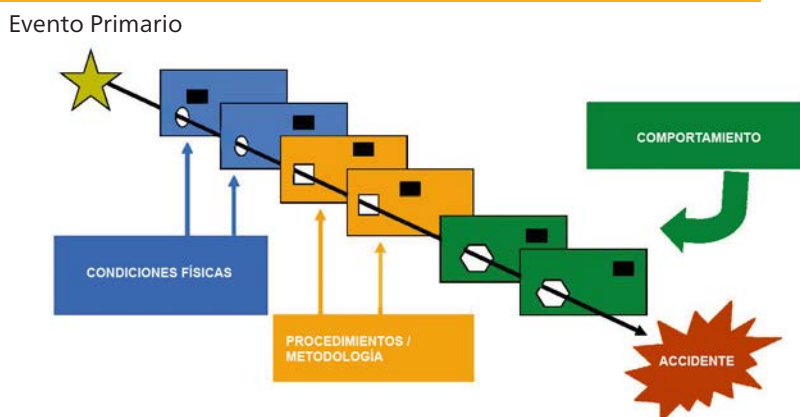 Evento Primario
COMPORTAMIENTO
CONDICIONES FÍSICAS
PROCEDIMIENTOS /
METODOLOGÍA
ACCIDENTE